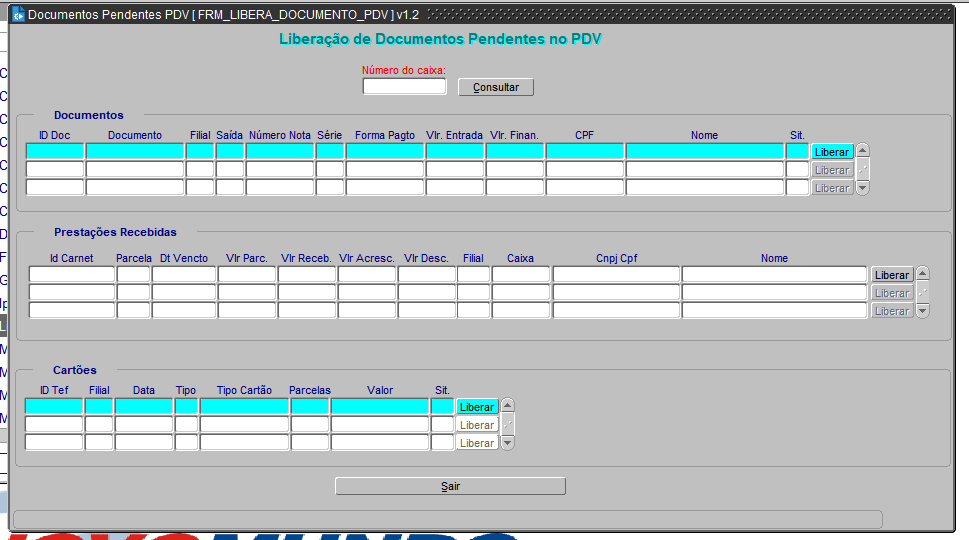 Documentos Pendentes PDV [ FRM_LIBERA_DOCUMENTO_PDV ] v1.2
Liberação de Documentos Pendentes no PDV
Número do caixa:
Consultar
Documentos
ID Doc Documento Filial Saída Número Nota Série Forma Pagto Vlr. Entrada Vlr. Finan. CPF Nome Sit.
Liberar
Liberar
Liberar
Prestações Recebidas
Id Carnet Parcela Dt Vencto Vlr Parc. Vlr Receb. Vlr Acresc. Vlr Desc. Filial Caixa Cnpj Cpf Nome
Liberar
Liberar
Liberar
Cartões
ID Tef Filial Data Tipo Tipo Cartão Parcelas Valor Sit.
Liberar
Liberar
Liberar
Sair